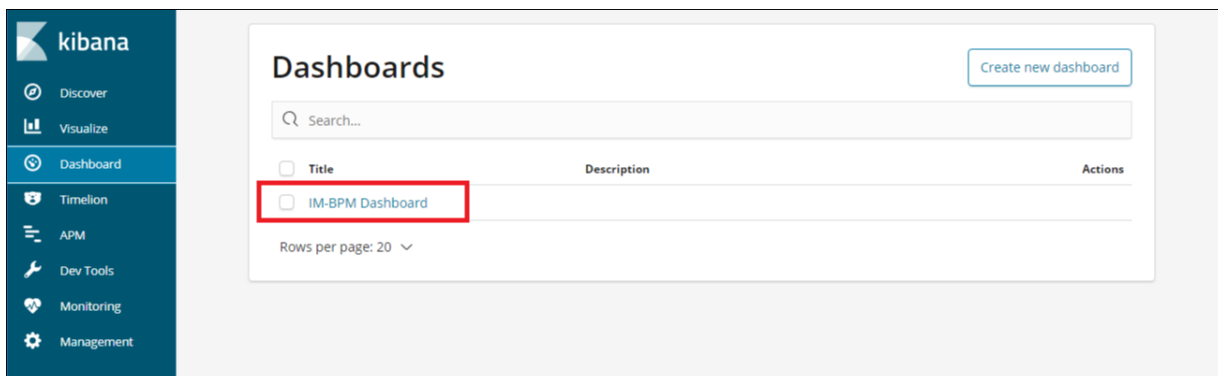 kibana
Discover
Visualize
Dashboard
Timelion
APM
Dev Tools
Monitoring
Management
Dashboards
Create new dashboard
Search...
Title Description Actions
IM-BPM Dashboard
Rows per page: 20